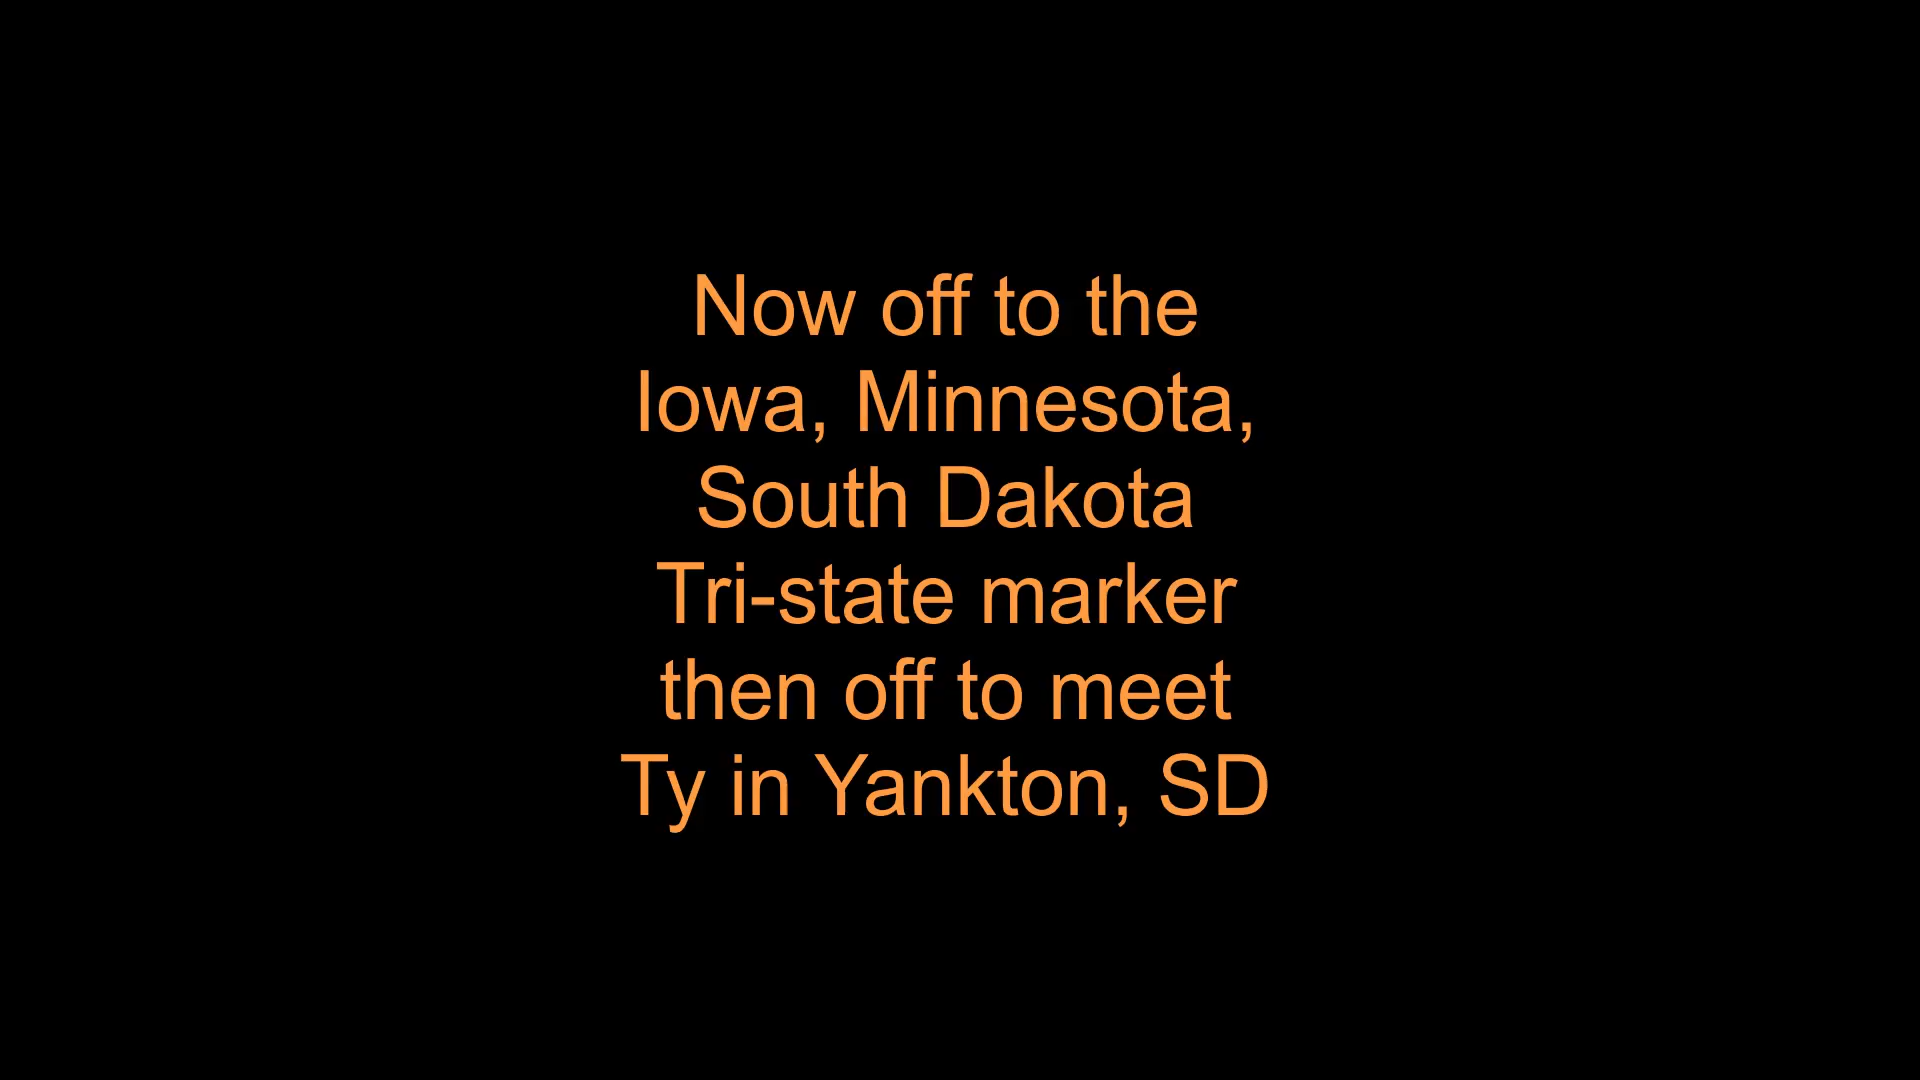 Now off to the
Iowa, Minnesota,
South Dakota
Tri-state marker
then off to meet
Ty in Yankton, SD